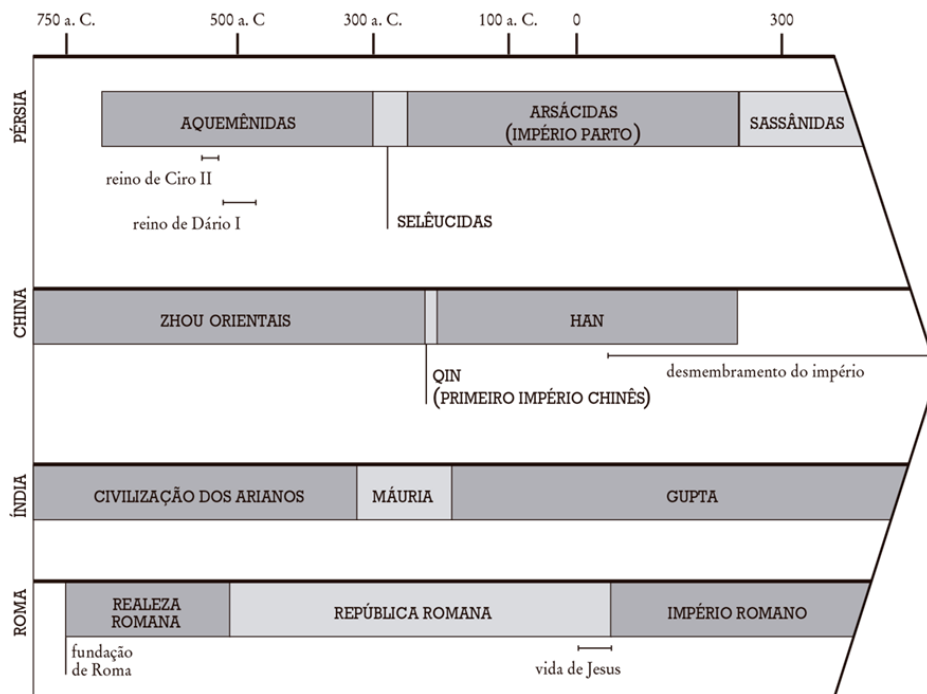 750 a. C.
500 a. C.
300 a. C.
100 a. C.
0
300
PÉRSIA
AQUEMÊNIDAS
ARSÁCIDAS
(IMPÉRIO PARTO)
SASSÂNIDAS
reino de Ciro II
reino de Dário I
SELÊUCIDAS
CHINA
ZHOU ORIENTAIS
HAN
QIN
(PRIMEIRO IMPÉRIO CHINÊS)
desmembramento do império
ÍNDIA
CIVILIZAÇÃO DOS ARIANOS
MÁURIA
GUPTA
ROMA
REALEZA
ROMANA
REPÚBLICA ROMANA
IMPÉRIO ROMANO
fundação
de Roma
vida de Jesus